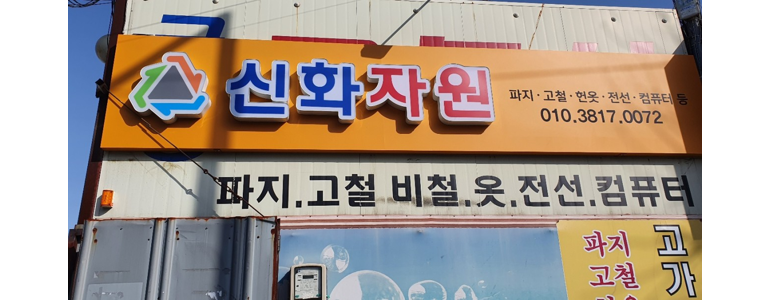 신화자원
파지·고철·헌옷·전선·컴퓨터 등
010.3817.0072
파지.고철 비철.옷.전선.컴퓨터
파지
고철
고가